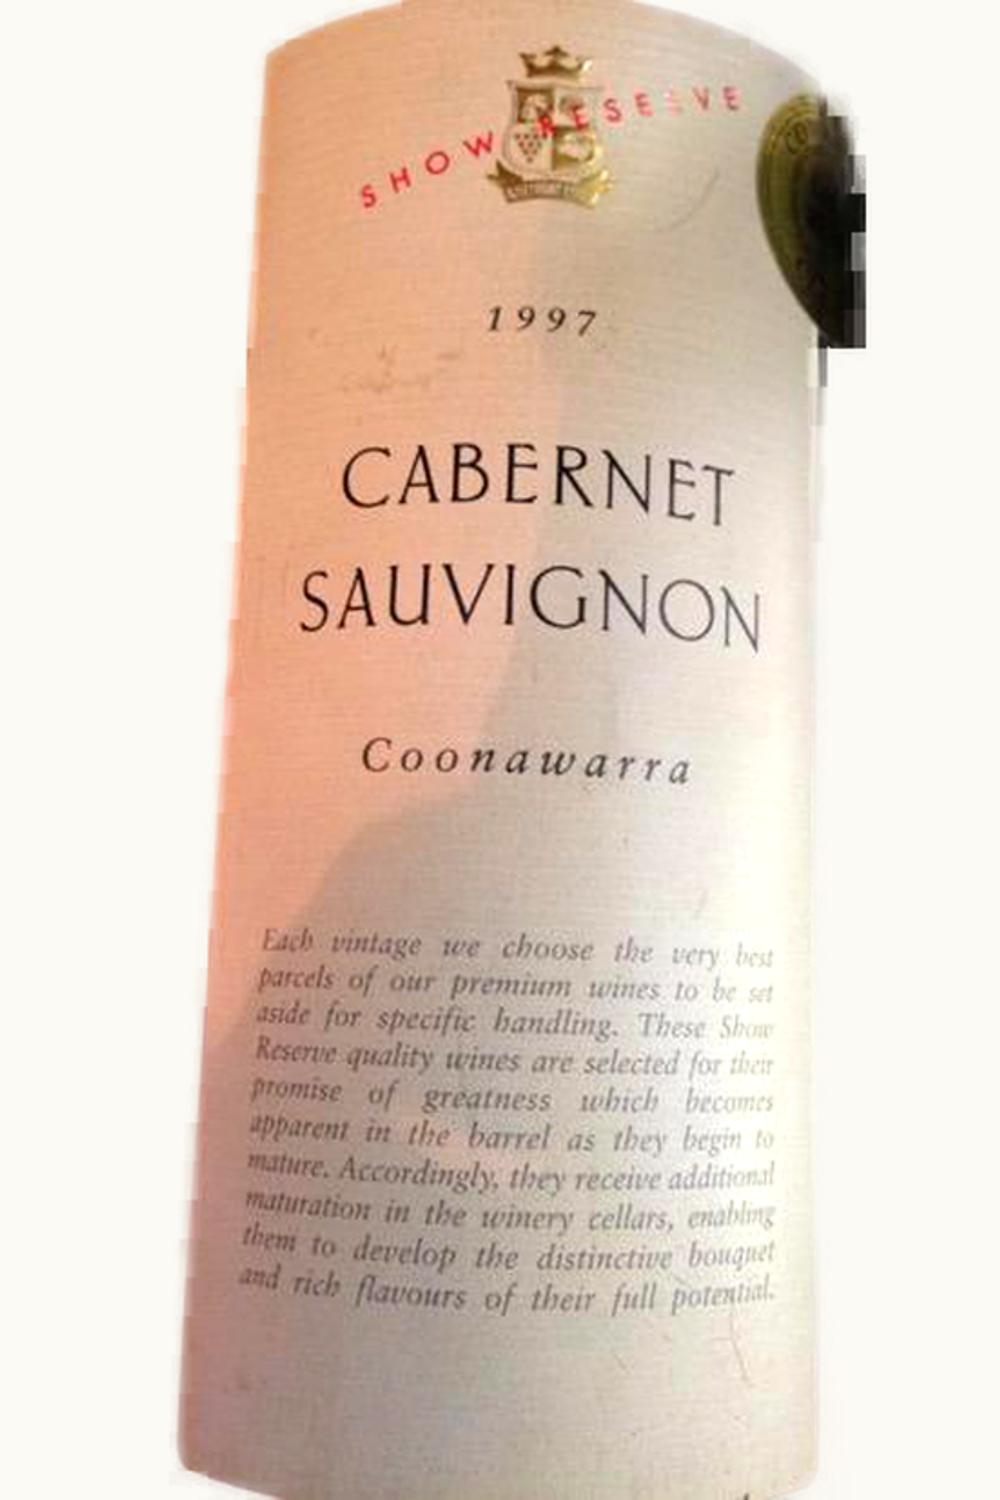 SHOW RESERVE
1997
CABERNET
SAUVIGNON
Coonawarra
Each vintage we choose the very best
parcels of our premium wines to be set
aside for specific handling. These Show
Reserve quality wines are selected for their
promise of greatness which becomes
apparent in the barrel as they begin to
mature. Accordingly, they receive additional
maturation in the winery cellars, enabling
them to develop the distinctive bouquet
and rich flavours of their full potential.